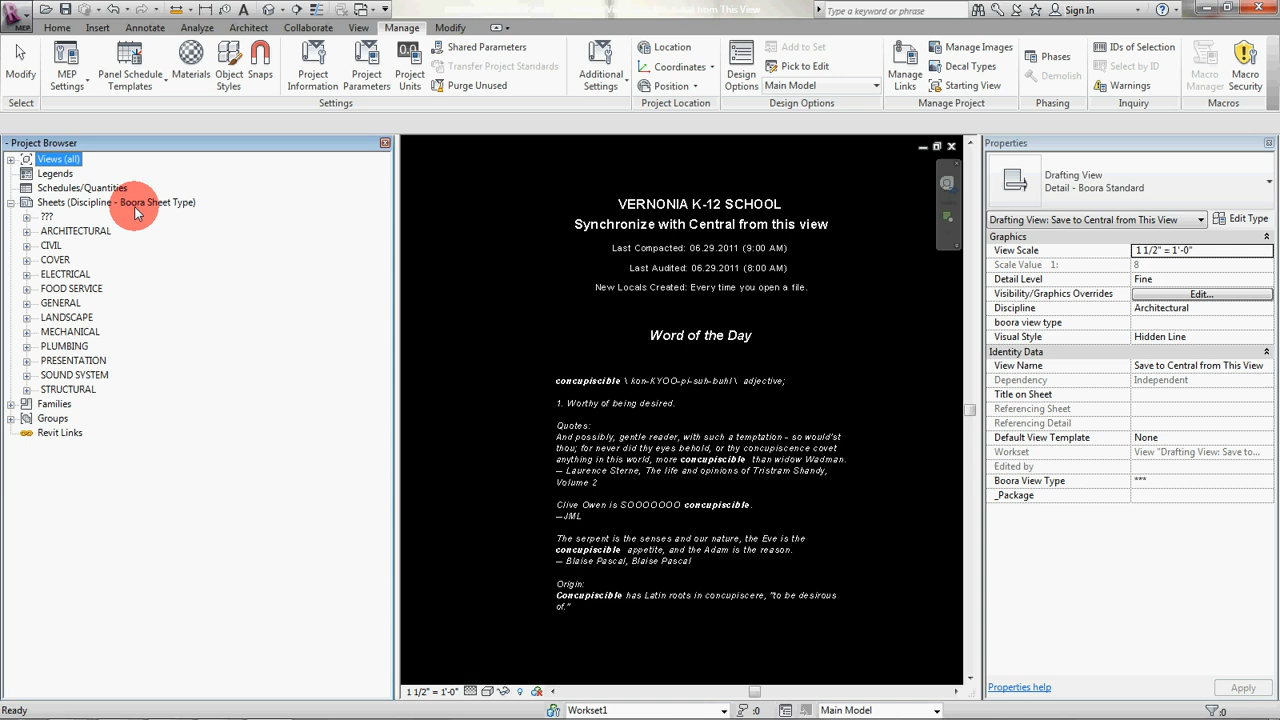 al from This View
Type a keyword or phrase
Sign In
MEP
Home
Insert
Annotate
Analyze
Architect
Collaborate
View
Manage
Modify
Modify
MEP
Settings
Panel Schedule
Templates
Materials
Object
Styles
Snaps
Project
Information
Project
Parameters
0.0
Project
Units
Shared Parameters
Transfer Project Standards
Purge Unused
Additional
Settings
Location
Coordinates
Position
Design
Options
Add to Set
Pick to Edit
Main Model
Manage
Links
Manage Images
Decal Types
Starting View
Phases
Demolish
IDs of Selection
Select by ID
Warnings
Macro
Manager
Macro
Security
Select
Settings
Project Location
Design Options
Manage Project
Phasing
Inquiry
Macros
- Project Browser
Views (all)
Legends
Schedules/Quantities
Sheets (Discipline - Boora Sheet Type)
???
ARCHITECTURAL
CIVIL
COVER
ELECTRICAL
FOOD SERVICE
GENERAL
LANDSCAPE
MECHANICAL
PLUMBING
PRESENTATION
SOUND SYSTEM
STRUCTURAL
Families
Groups
Revit Links
VERNONIA K-12 SCHOOL
Synchronize with Central from this view
Last Compacted: 06.29.2011 (9:00 AM)
Last Audited: 06.29.2011 (8:00 AM)
New Locals Created: Every time you open a file.
Word of the Day
concupiscible \ kon-KYOO-pi-suh-buhl \ adjective;
1. Worthy of being desired.
Quotes:
And possibly, gentle reader, with such a temptation - so would'st
thou; for never did thy eyes behold, or thy concupiscence covet
anything in this world, more concupiscible than widow Wadman.
— Laurence Sterne, The life and opinions of Tristram Shandy,
Volume 2
Clive Owen is SOOOOOOO concupiscible.
—JML
The serpent is the senses and our nature, the Eve is the
concupiscible appetite, and the Adam is the reason.
— Blaise Pascal, Blaise Pascal
Origin:
Concupiscible has Latin roots in concupiscere, "to be desirous
of."
Properties
Drafting View
Detail - Boora Standard
Drafting View: Save to Central from This View
Edit Type
Graphics
View Scale 1 1/2" = 1'-0"
Scale Value 1: 8
Detail Level Fine
Visibility/Graphics Overrides Edit...
Discipline Architectural
boora view type
Visual Style Hidden Line
Identity Data
View Name Save to Central from This View
Dependency Independent
Title on Sheet
Referencing Sheet
Referencing Detail
Default View Template None
Workset View "Drafting View: Save to...
Edited by
Boora View Type ***
_Package
Properties help
Apply
1 1/2" = 1'-0"
Ready
Workset1
:0
Main Model
:0